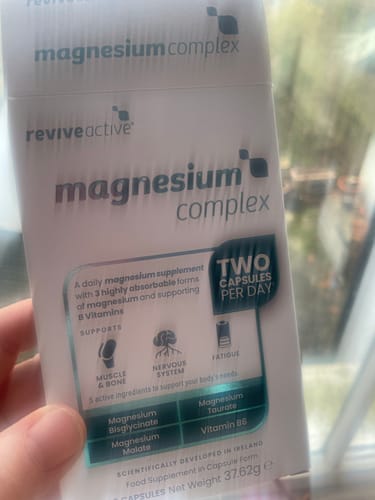 magnesium complex
reviveactive
magnesium
complex
A daily magnesium supplement
with 3 highly absorbable forms
of magnesium and supporting
B Vitamins
TWO
CAPSULES
PER DAY
SUPPORTS
MUSCLE
& BONE
NERVOUS
SYSTEM
FATIGUE
5 active ingredients to support your body's needs
Magnesium
Bisglycinate
Magnesium
Taurate
Magnesium
Malate
Vitamin B6
SCIENTIFICALLY DEVELOPED IN IRELAND
Food Supplement in Capsule Form
CAPSULES Net Weight 37.62g ℮